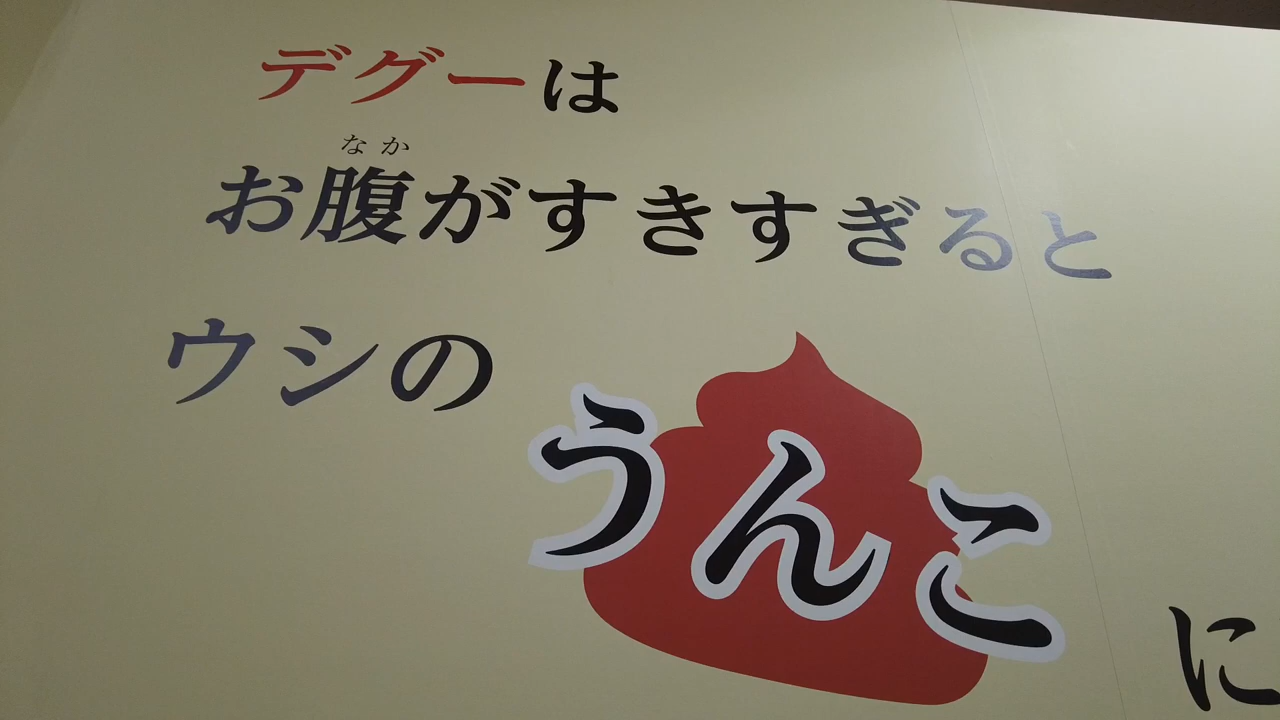 デグーは
なか
お腹がすきすぎると
ウシの
うんこ
に